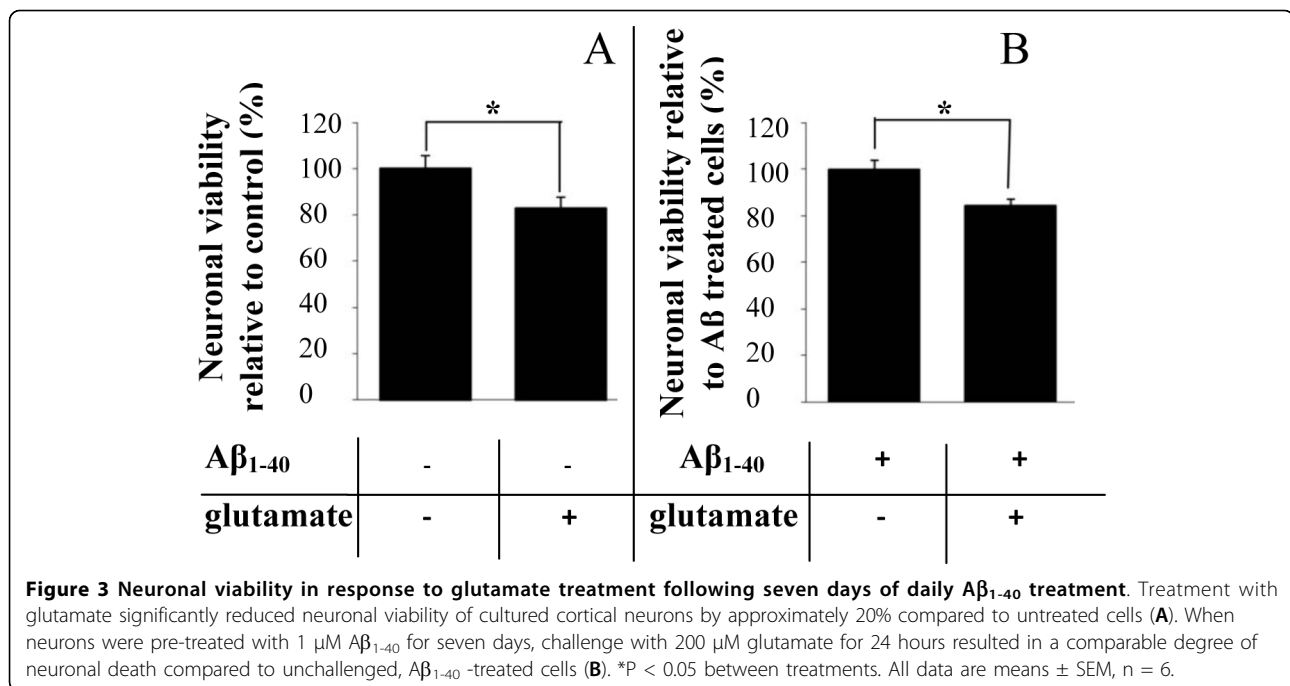 A
Neuronal viability
relative to control (%)
120
100
80
60
40
20
0
*
Aβ1-40 - -
glutamate - +
B
Neuronal viability relative
to Aß treated cells (%)
120
100
80
60
40
20
0
*
Aβ1-40 + +
glutamate - +
Figure 3 Neuronal viability in response to glutamate treatment following seven days of daily Aβ1-40 treatment. Treatment with
glutamate significantly reduced neuronal viability of cultured cortical neurons by approximately 20% compared to untreated cells (A). When
neurons were pre-treated with 1 μM Aβ1-40 for seven days, challenge with 200 μM glutamate for 24 hours resulted in a comparable degree of
neuronal death compared to unchallenged, Aβ1-40 -treated cells (B). *P < 0.05 between treatments. All data are means ± SEM, n = 6.